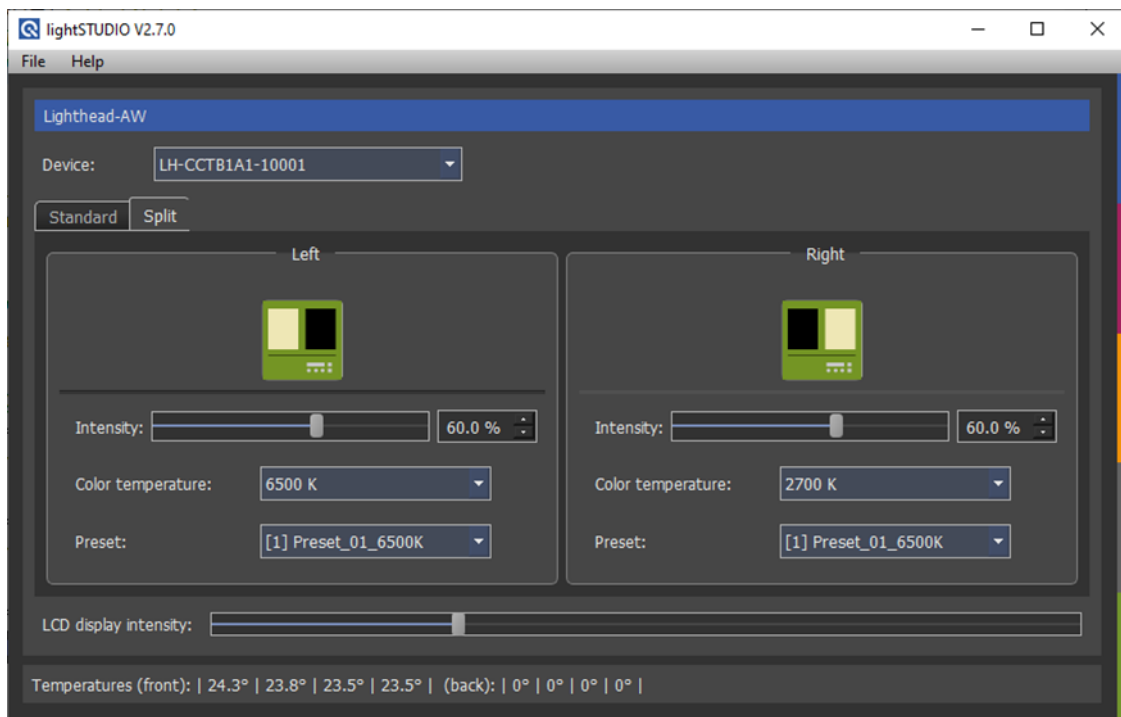 lightSTUDIO V2.7.0
File Help
Lighthead-AW
Device: LH-CCTB1A1-10001
Standard Split
Left Right
Intensity: 60.0 % Intensity: 60.0 %
Color temperature: 6500 K Color temperature: 2700 K
Preset: [1] Preset_01_6500K Preset: [1] Preset_01_6500K
LCD display intensity:
Temperatures (front): | 24.3° | 23.8° | 23.5° | 23.5° | (back): | 0° | 0° | 0° | 0° |